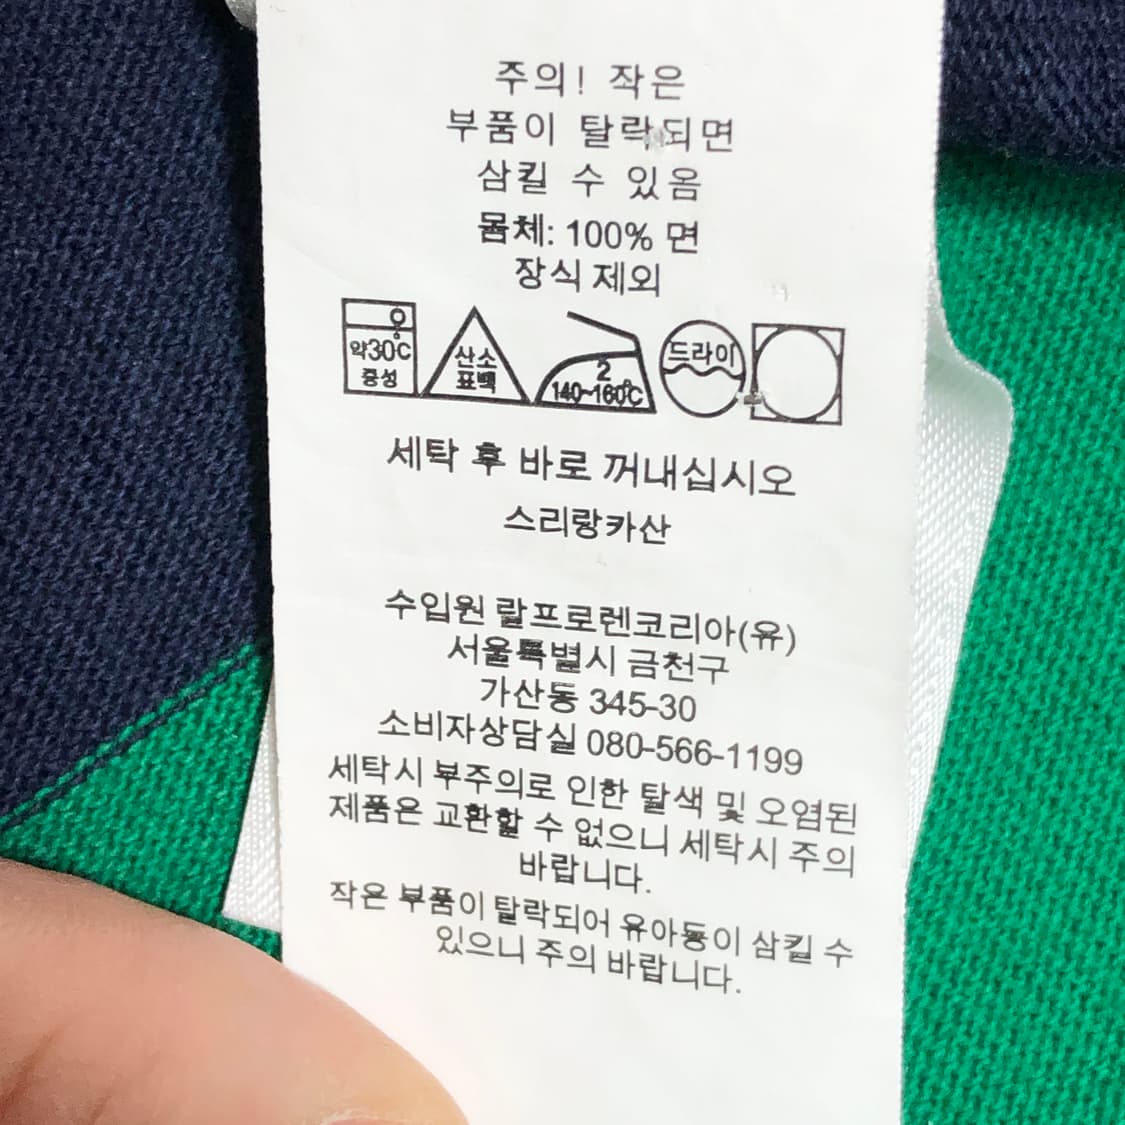 주의! 작은
부품이 탈락되면
삼킬 수 있옴
몸체: 100% 면
장식 제외
약30℃
중성
산소
표백
2
140~160℃
드라이
세탁 후 바로 꺼내십시오
스리랑카산
수입원 랄프로렌코리아(유)
서울특별시 금천구
가산동 345-30
소비자상담실 080-566-1199
세탁시 부주의로 인한 탈색 및 오염된
제품은 교환할 수 없으니 세탁시 주의
바랍니다.
작은 부품이 탈락되어 유아동이 삼킬 수
있으니 주의 바랍니다.